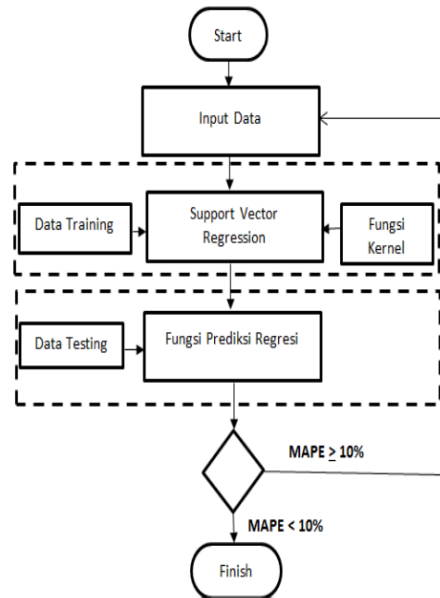 Start
Input Data
Data Training
Support Vector
Regression
Fungsi
Kernel
Data Testing
Fungsi Prediksi Regresi
MAPE ≥ 10%
MAPE < 10%
Finish